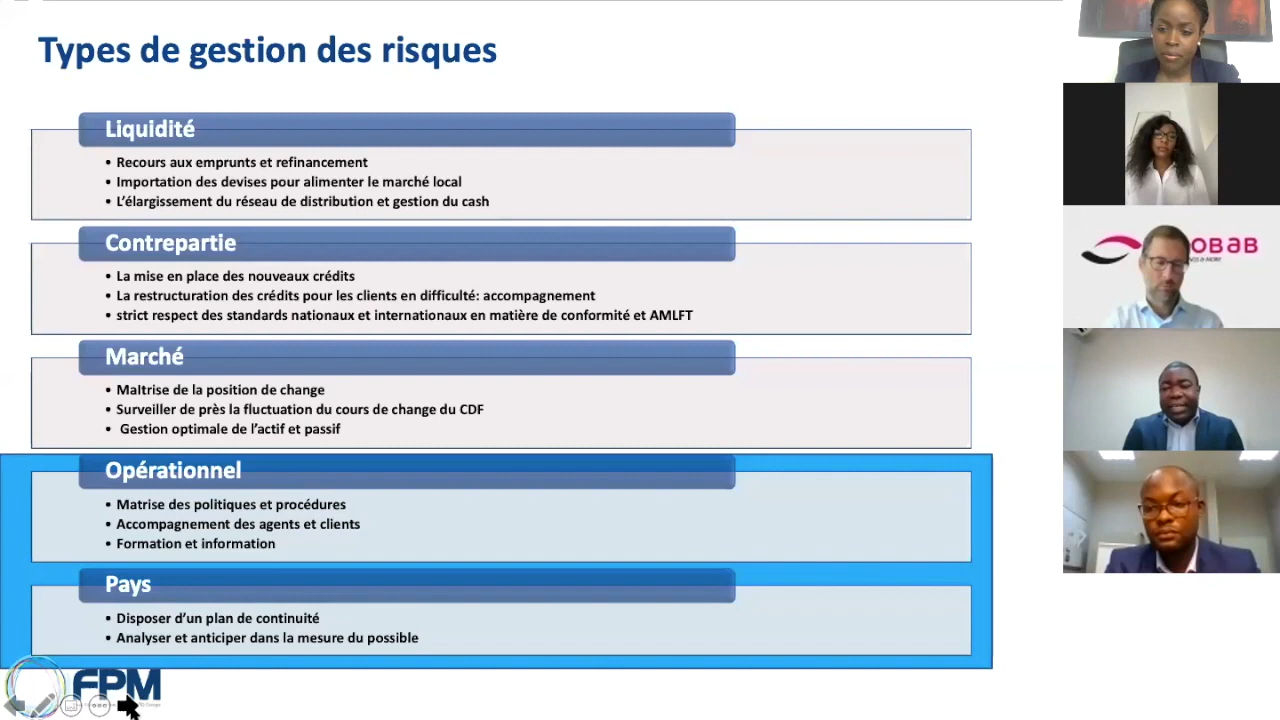 Types de gestion des risques
Liquidité
• Recours aux emprunts et refinancement
• Importation des devises pour alimenter le marché local
• L'élargissement du réseau de distribution et gestion du cash
Contrepartie
• La mise en place des nouveaux crédits
• La restructuration des crédits pour les clients en difficulté: accompagnement
• strict respect des standards nationaux et internationaux en matière de conformité et AMLFT
Marché
• Maltrise de la position de change
• Surveiller de près la fluctuation du cours de change du CDF
• Gestion optimale de l'actif et passif
Opérationnel
• Matrise des politiques et procédures
• Accompagnement des agents et clients
• Formation et information
Pays
• Disposer d'un plan de continuité
• Analyser et anticiper dans la mesure du possible
FPM
OBAB